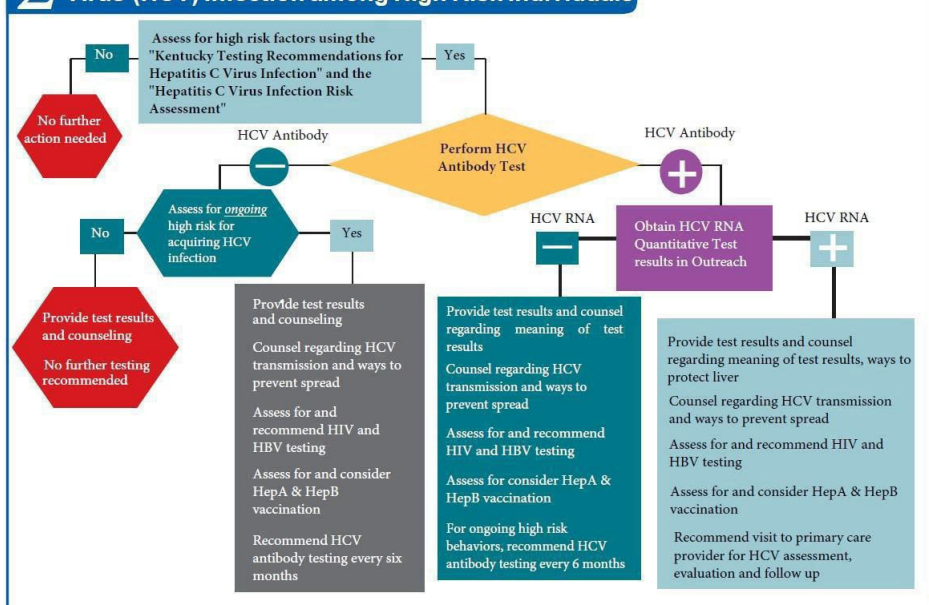 Virus (HCV) Infection among High Risk Individuals
No
Assess for high risk factors using the
"Kentucky Testing Recommendations for
Hepatitis C Virus Infection" and the
"Hepatitis C Virus Infection Risk
Assessment"
Yes
No further
action needed
HCV Antibody
−
Perform HCV
Antibody Test
HCV Antibody
+
No
Assess for ongoing
high risk for
acquiring HCV
infection
Yes
HCV RNA
−
Obtain HCV RNA
Quantitative Test
results in Outreach
HCV RNA
+
Provide test results
and counseling
No further testing
recommended
Provide test results
and counseling
Counsel regarding HCV
transmission and ways to
prevent spread
Assess for and
recommend HIV and
HBV testing
Assess for and consider
HepA & HepB
vaccination
Recommend HCV
antibody testing every six
months
Provide test results and counsel
regarding meaning of test
results
Counsel regarding HCV
transmission and ways to
prevent spread
Assess for and recommend
HIV and HBV testing
Assess for consider HepA &
HepB vaccination
For ongoing high risk
behaviors, recommend HCV
antibody testing every 6 months
Provide test results and counsel
regarding meaning of test results, ways to
protect liver
Counsel regarding HCV transmission
and ways to prevent spread
Assess for and recommend HIV and
HBV testing
Assess for and consider HepA & HepB
vaccination
Recommend visit to primary care
provider for HCV assessment,
evaluation and follow up